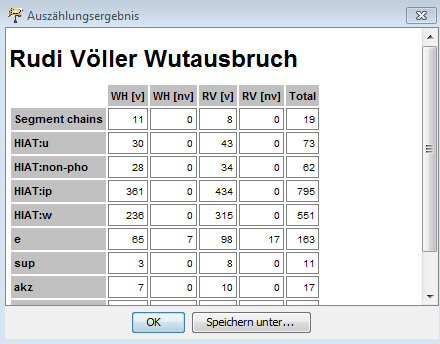 Auszählungsergebnis
Rudi Völler Wutausbruch
WH [v] WH [nv] RV [v] RV [nv] Total
Segment chains 11 0 8 0 19
HIAT:u 30 0 43 0 73
HIAT:non-pho 28 0 34 0 62
HIAT:ip 361 0 434 0 795
HIAT:w 236 0 315 0 551
e 65 7 98 17 163
sup 3 0 8 0 11
akz 7 0 10 0 17
OK Speichern unter...